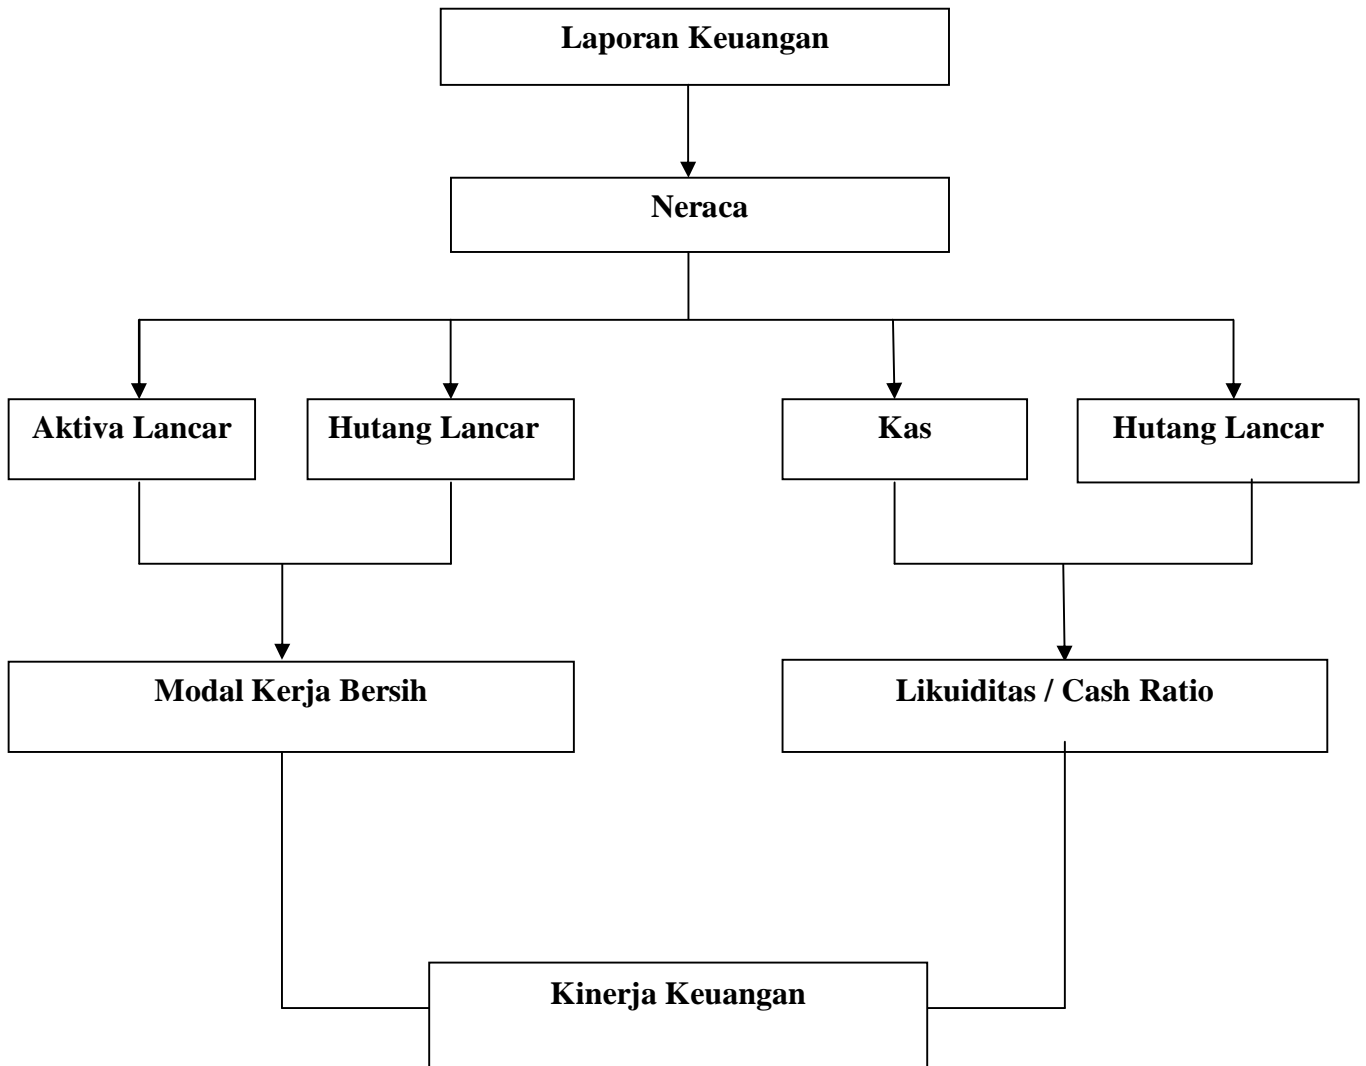 Laporan Keuangan
Neraca
Aktiva Lancar
Hutang Lancar
Kas
Hutang Lancar
Modal Kerja Bersih
Likuiditas / Cash Ratio
Kinerja Keuangan